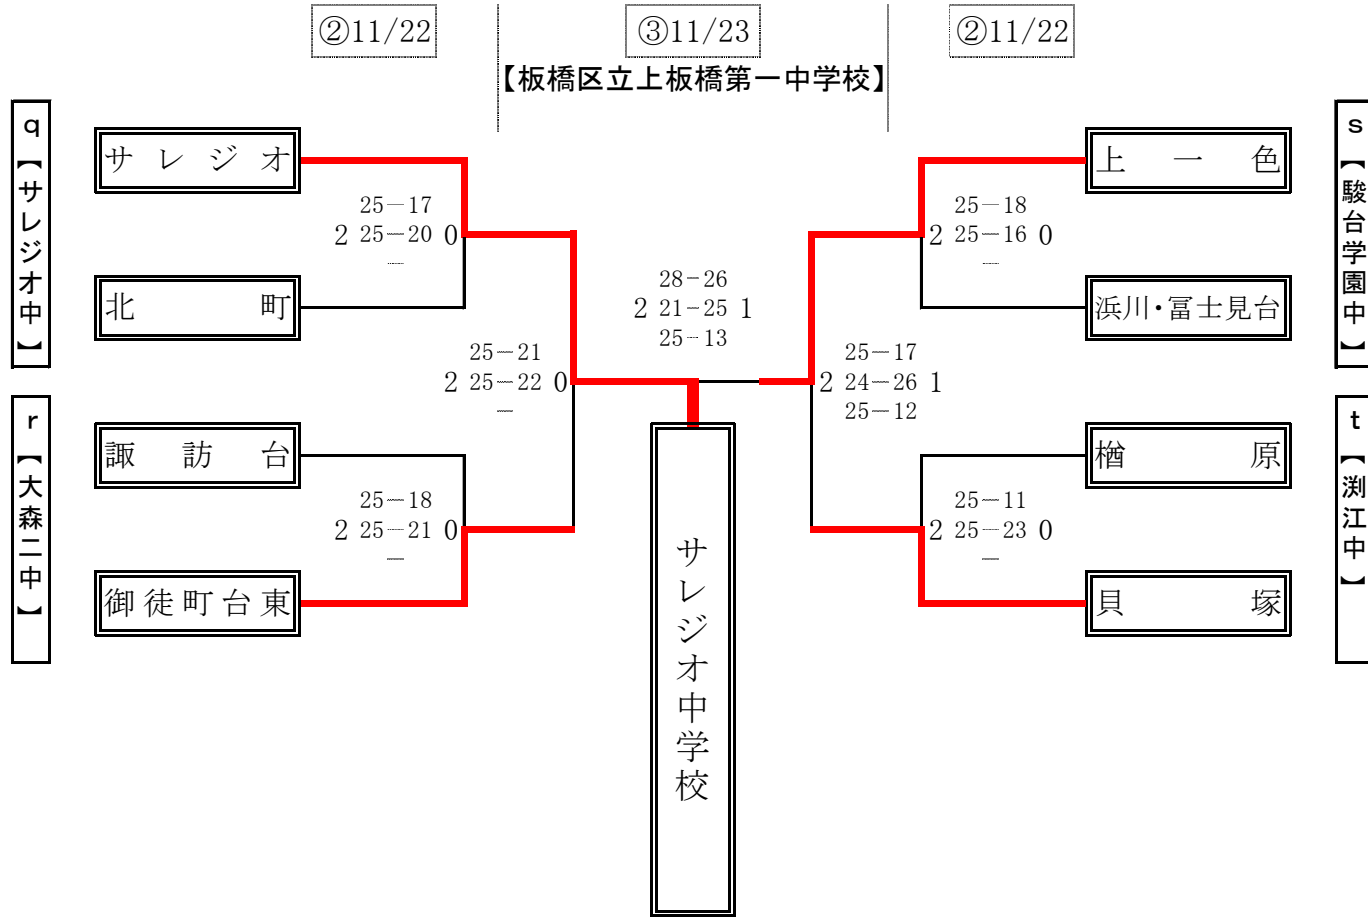 ②11/22
③11/23
②11/22
【板橋区立上板橋第一中学校】
q【サレジオ中】
サレジオ
25-17
2 25-20 0
-
北町
r【大森二中】
諏訪台
25-18
2 25-21 0
-
御徒町台東
25-21
2 25-22 0
-
28-26
2 21-25 1
25-13
サレジオ中学校
25-17
2 24-26 1
25-12
s【駿台学園中】
上一色
25-18
2 25-16 0
-
浜川・冨士見台
t【渕江中】
楢原
25-11
2 25-23 0
-
貝塚